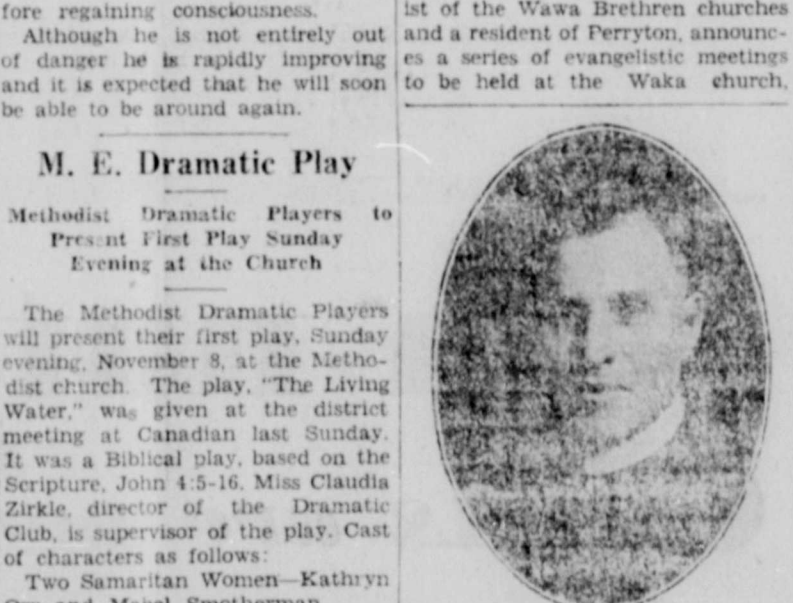 fore regaining consciousness.
Although he is not entirely out
of danger he is rapidly improving
and it is expected that he will soon
be able to be around again.
M. E. Dramatic Play
Methodist Dramatic Players to
Present First Play Sunday
Evening at the Church
The Methodist Dramatic Players
will present their first play, Sunday
evening, November 8, at the Metho-
dist church. The play, "The Living
Water," was given at the district
meeting at Canadian last Sunday.
It was a Biblical play, based on the
Scripture, John 4:5-16. Miss Claudia
Zirkle, director of the Dramatic
Club, is supervisor of the play. Cast
of characters as follows:
Two Samaritan Women—Kathryn
and Mabel Smotherman
ist of the Wawa Brethren churches
and a resident of Perryton, announc-
es a series of evangelistic meetings
to be held at the Waka church,